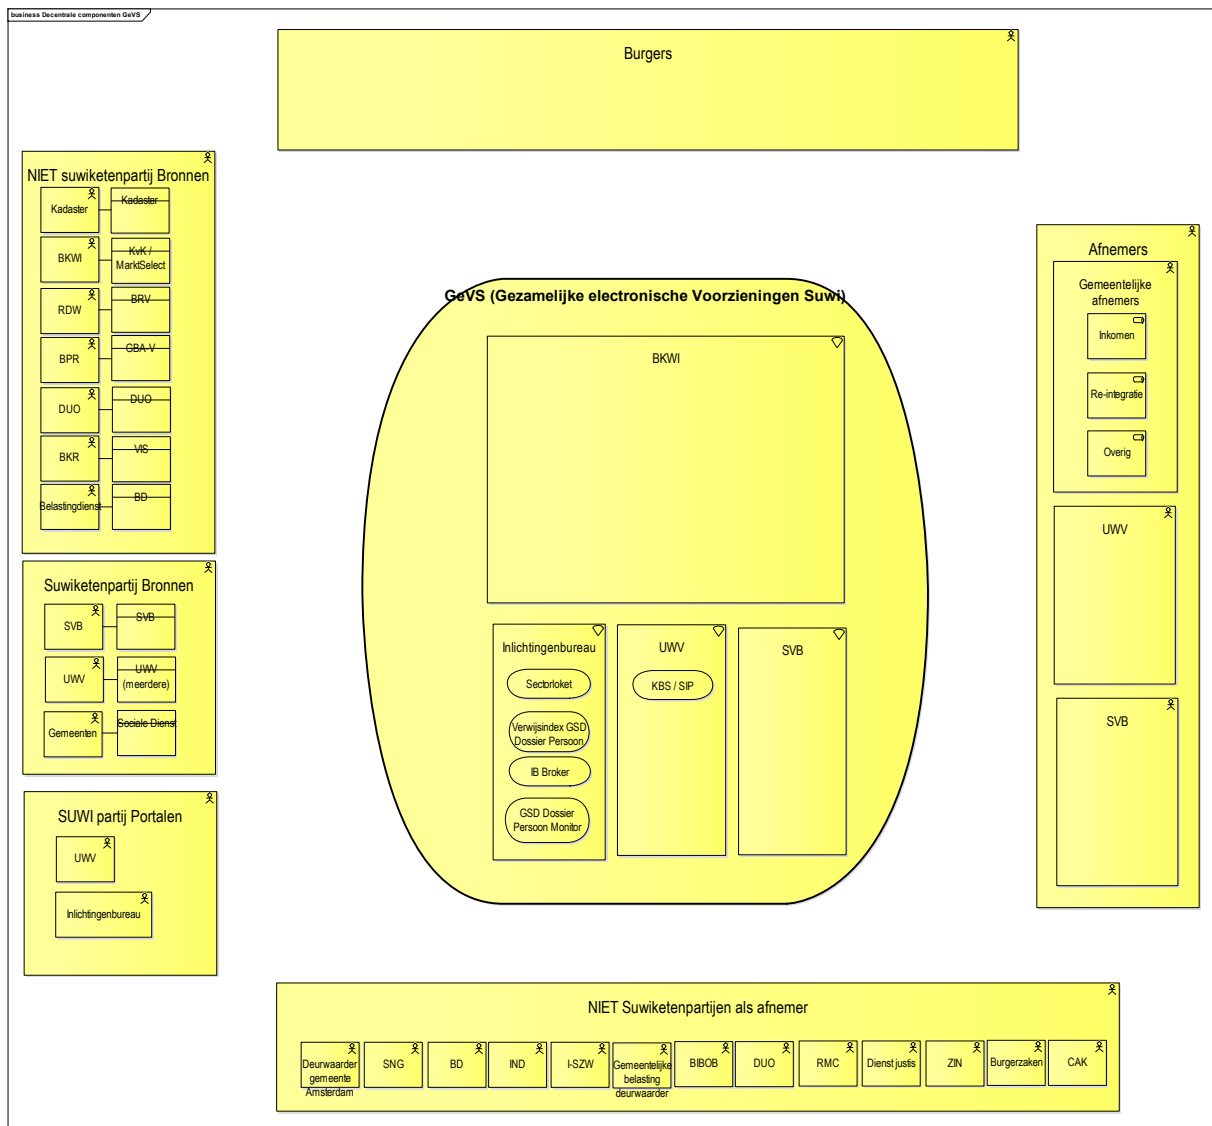 business Decentrale componenten GeVS
Burgers
NIET suwiketenpartij Bronnen
Kadaster
Kadaster
BKWI
KvK /
MarktSelect
RDW
BRV
BPR
GBA-V
DUO
DUO
BKR
VIS
Belastingdienst
BD
Suwiketenpartij Bronnen
SVB
SVB
UWV
UWV
(meerdere)
Gemeenten
Sociale Dienst
SUWI partij Portalen
UWV
Inlichtingenbureau
GeVS (Gezamelijke electronische Voorzieningen Suwi)
BKWI
Inlichtingenbureau
Sectorloket
Verwijsindex GSD
Dossier Persoon
IB Broker
GSD Dossier
Persoon Monitor
UWV
KBS / SIP
SVB
Afnemers
Gemeentelijke
afnemers
Inkomen
Re-integratie
Overig
UWV
SVB
NIET Suwiketenpartijen als afnemer
Deurwaarder
gemeente
Amsterdam
SNG
BD
IND
I-SZW
Gemeentelijke
belasting
deurwaarder
BIBOB
DUO
RMC
Dienst justis
ZIN
Burgerzaken
CAK